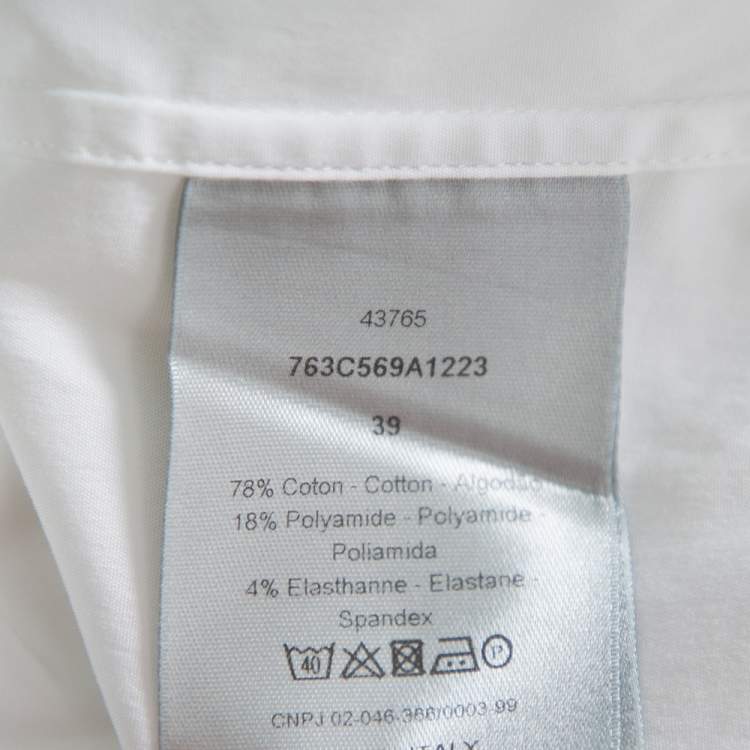 43765
763C569A1223
39
78% Coton - Cotton - Algodão
18% Polyamide - Polyamide -
Poliamida
4% Elasthanne - Elastane -
Spandex
40 P
CNPJ 02-046-366/0003-99
ITALY